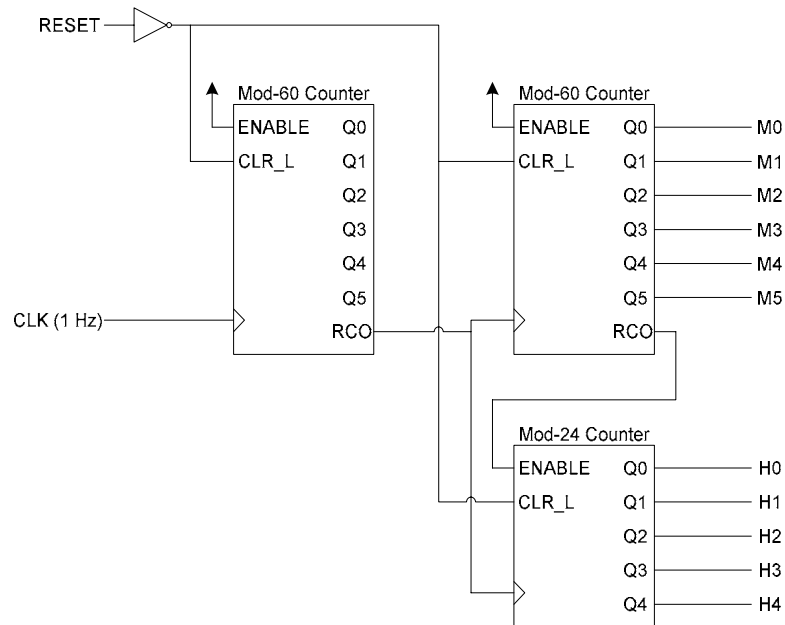 RESET
Mod-60 Counter
ENABLE Q0
CLR_L Q1
Q2
Q3
Q4
Q5
RCO
CLK (1 Hz)
Mod-60 Counter
ENABLE Q0 M0
CLR_L Q1 M1
Q2 M2
Q3 M3
Q4 M4
Q5 M5
RCO
Mod-24 Counter
ENABLE Q0 H0
CLR_L Q1 H1
Q2 H2
Q3 H3
Q4 H4